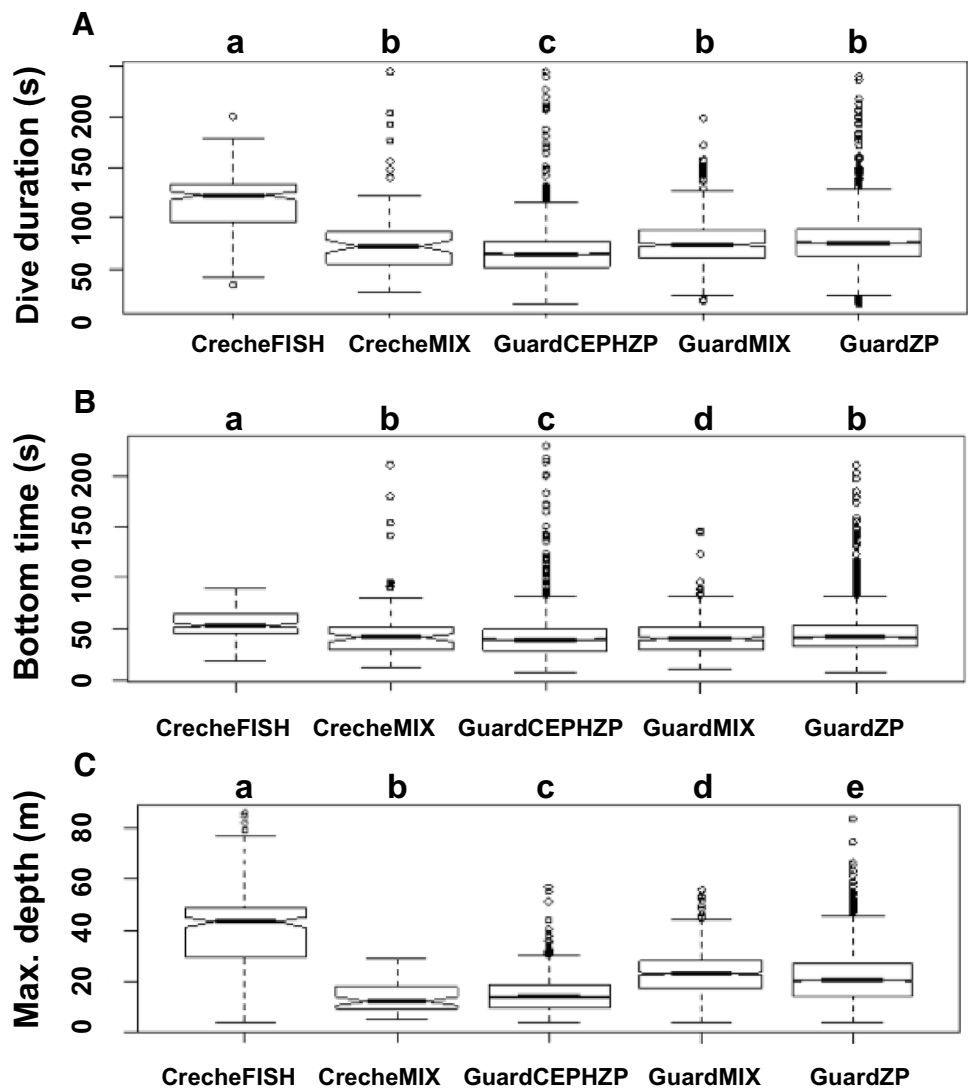 A
a b c b b
Dive duration (s)
0 50 100 150 200
CrecheFISH CrecheMIX GuardCEPHZP GuardMIX GuardZP
B
a b c d b
Bottom time (s)
0 50 100 150 200
CrecheFISH CrecheMIX GuardCEPHZP GuardMIX GuardZP
C
a b c d e
Max. depth (m)
0 20 40 60 80
CrecheFISH CrecheMIX GuardCEPHZP GuardMIX GuardZP